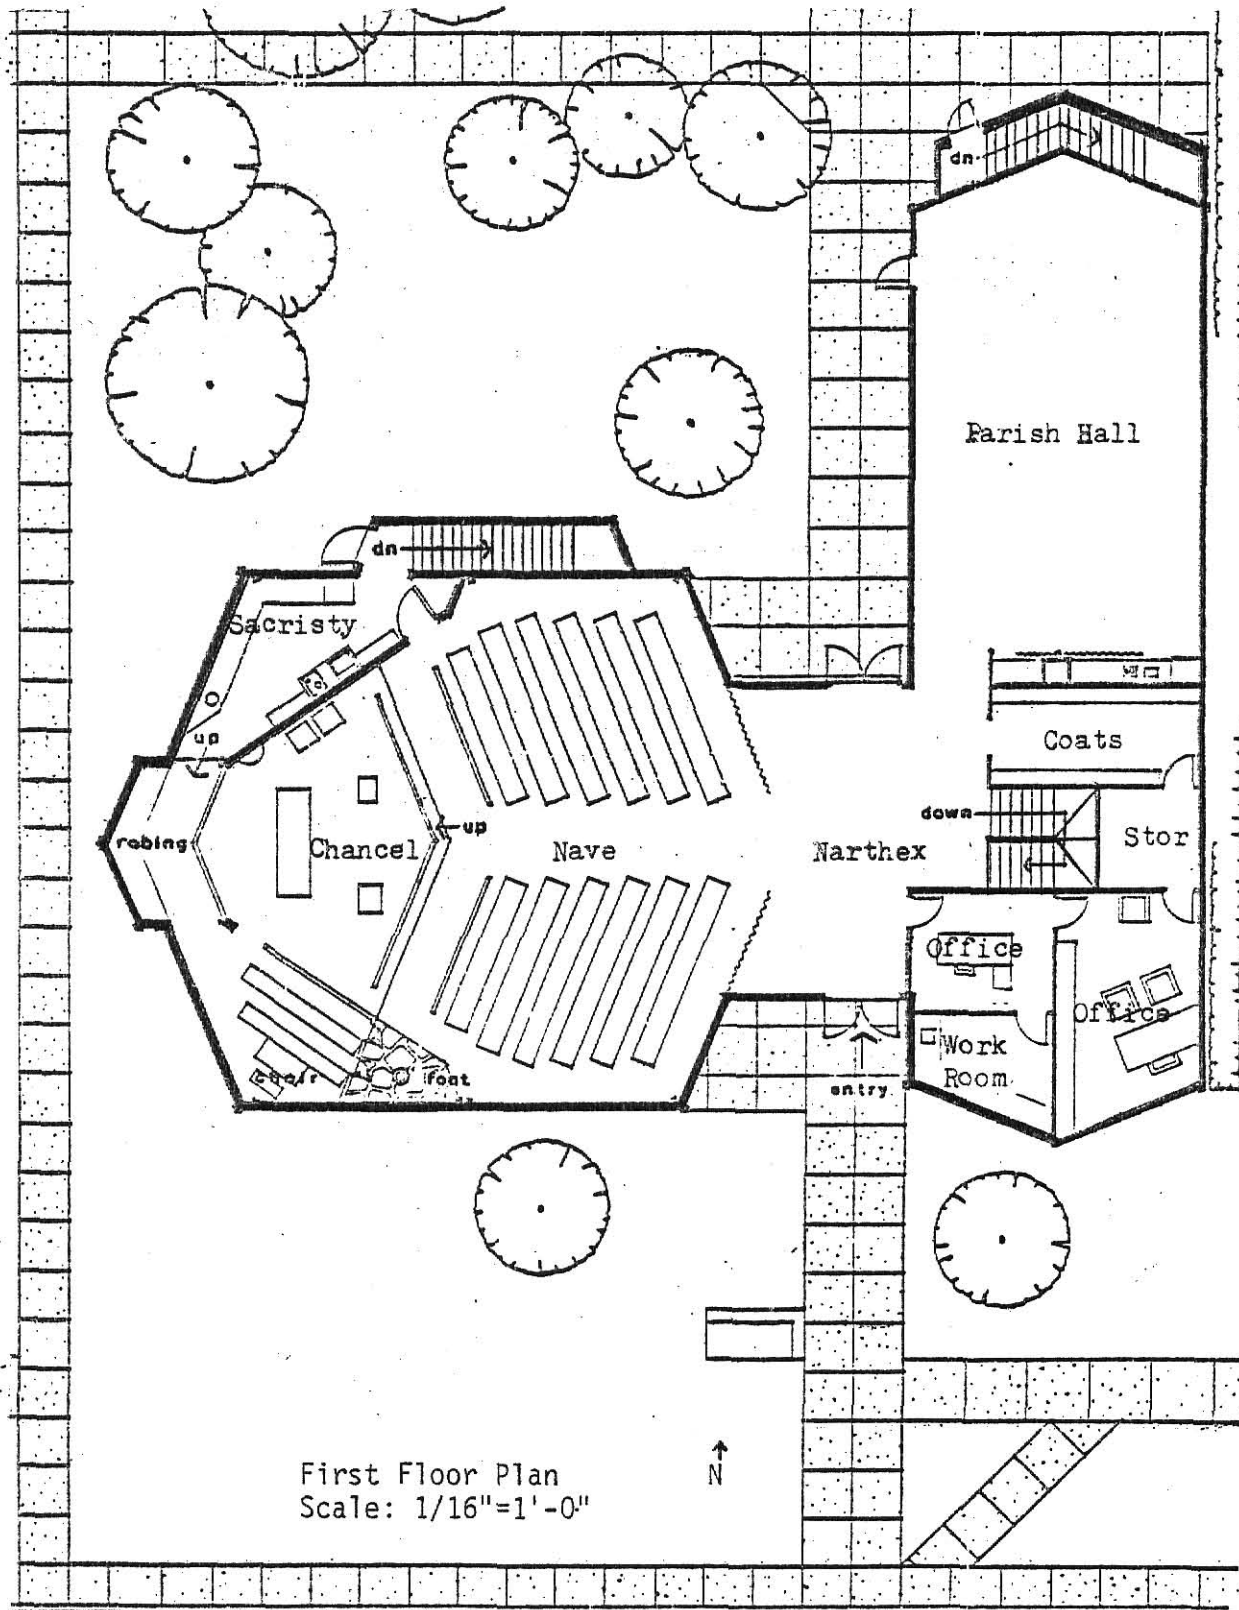 dn
Parish Hall
dn
Sacristy
up
Coats
down
up
Stor
robing
Chancel
Nave
Narthex
Office
Office
Work
Room
choir
font
entry
First Floor Plan
Scale: 1/16"=1'-0"
N